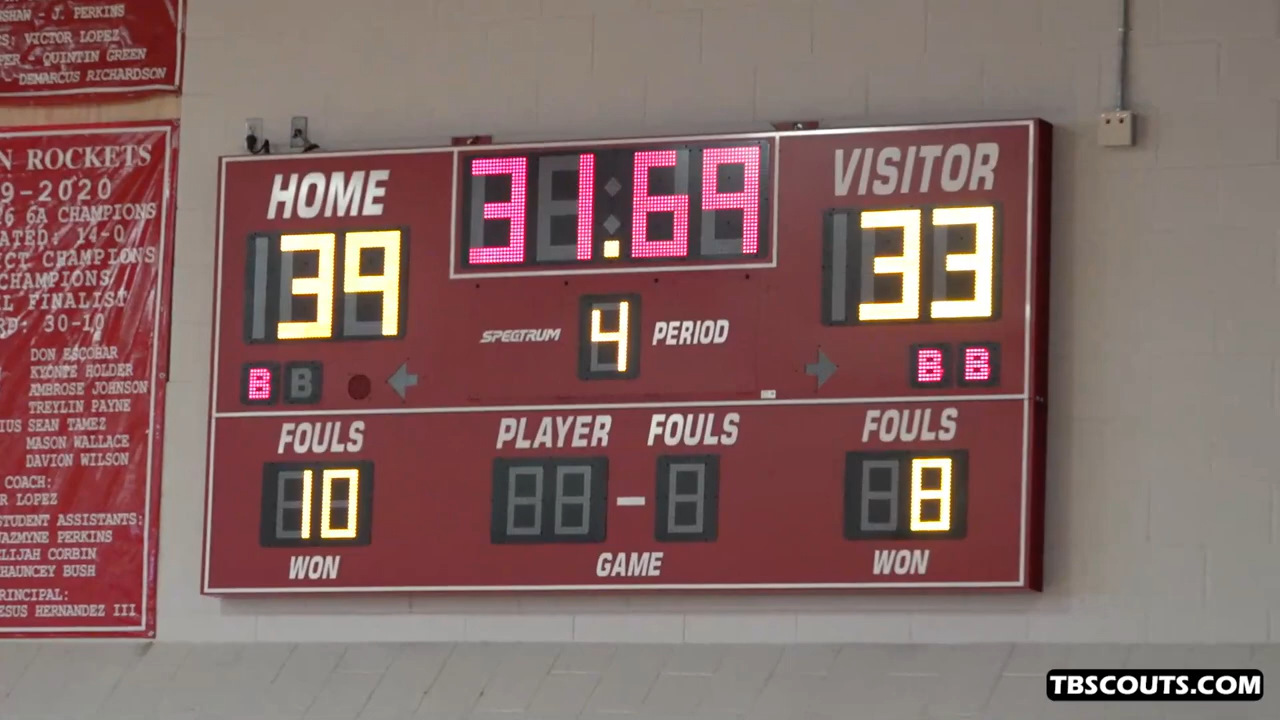 J. PERKINS
VICTOR LOPEZ
QUINTIN GREEN
DEMARCUS RICHARDSON
ROCKETS
9-2020
6A CHAMPIONS
14-0
CHAMPIONS
FINALIST
30-10
DON ESCOBAR
KYONTE HOLDER
AMBROSE JOHNSON
TREYLIN PAYNE
SEAN TAMEZ
MASON WALLACE
DAVION WILSON
COACH:
LOPEZ
STUDENT ASSISTANTS:
JAZMYNE PERKINS
ELIJAH CORBIN
CHAUNCEY BUSH
PRINCIPAL:
JESUS HERNANDEZ III
HOME 31.69 VISITOR
39 33
SPECTRUM 4 PERIOD
B B B B
FOULS PLAYER FOULS FOULS
10 - 8
WON GAME WON
TBSCOUTS.COM